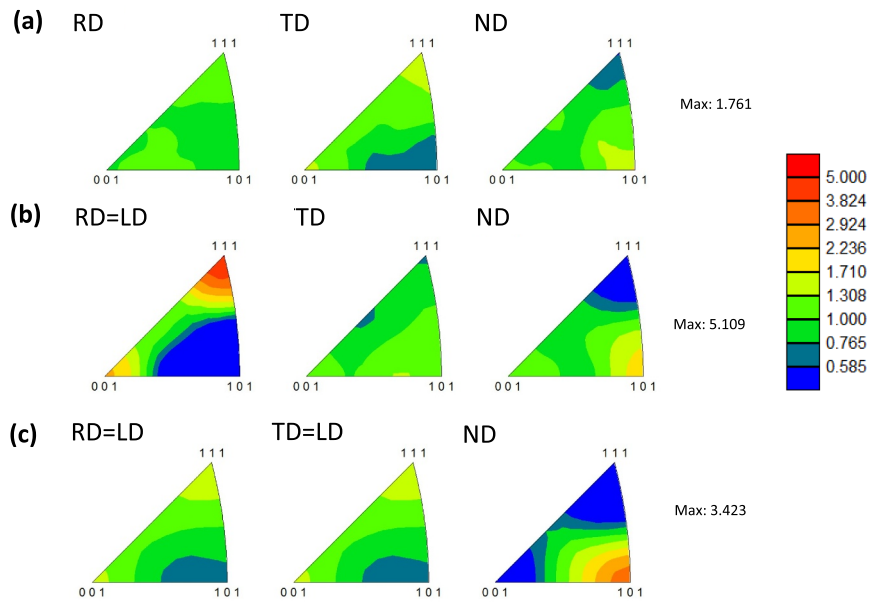 (a) RD TD ND
111 111 111
Max: 1.761
001 101 001 101 001 101
5.000
3.824
2.924
2.236
1.710
1.308
1.000
0.765
0.585
(b) RD=LD TD ND
111 111 111
Max: 5.109
001 101 001 101 001 101
(c) RD=LD TD=LD ND
111 111 111
Max: 3.423
001 101 001 101 001 101